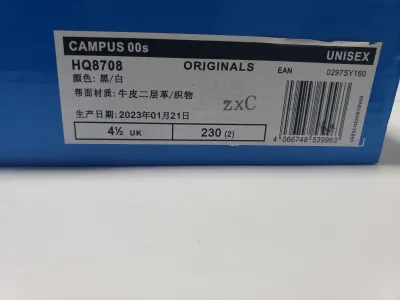 CAMPUS 00s UNISEX
HQ8708 ORIGINALS EAN 0297SY160
颜色: 黑/白
帮面材质: 牛皮二层革/织物
zxC
生产日期: 2023年01月21日
4½ UK 230 (2)
4 066748 539963